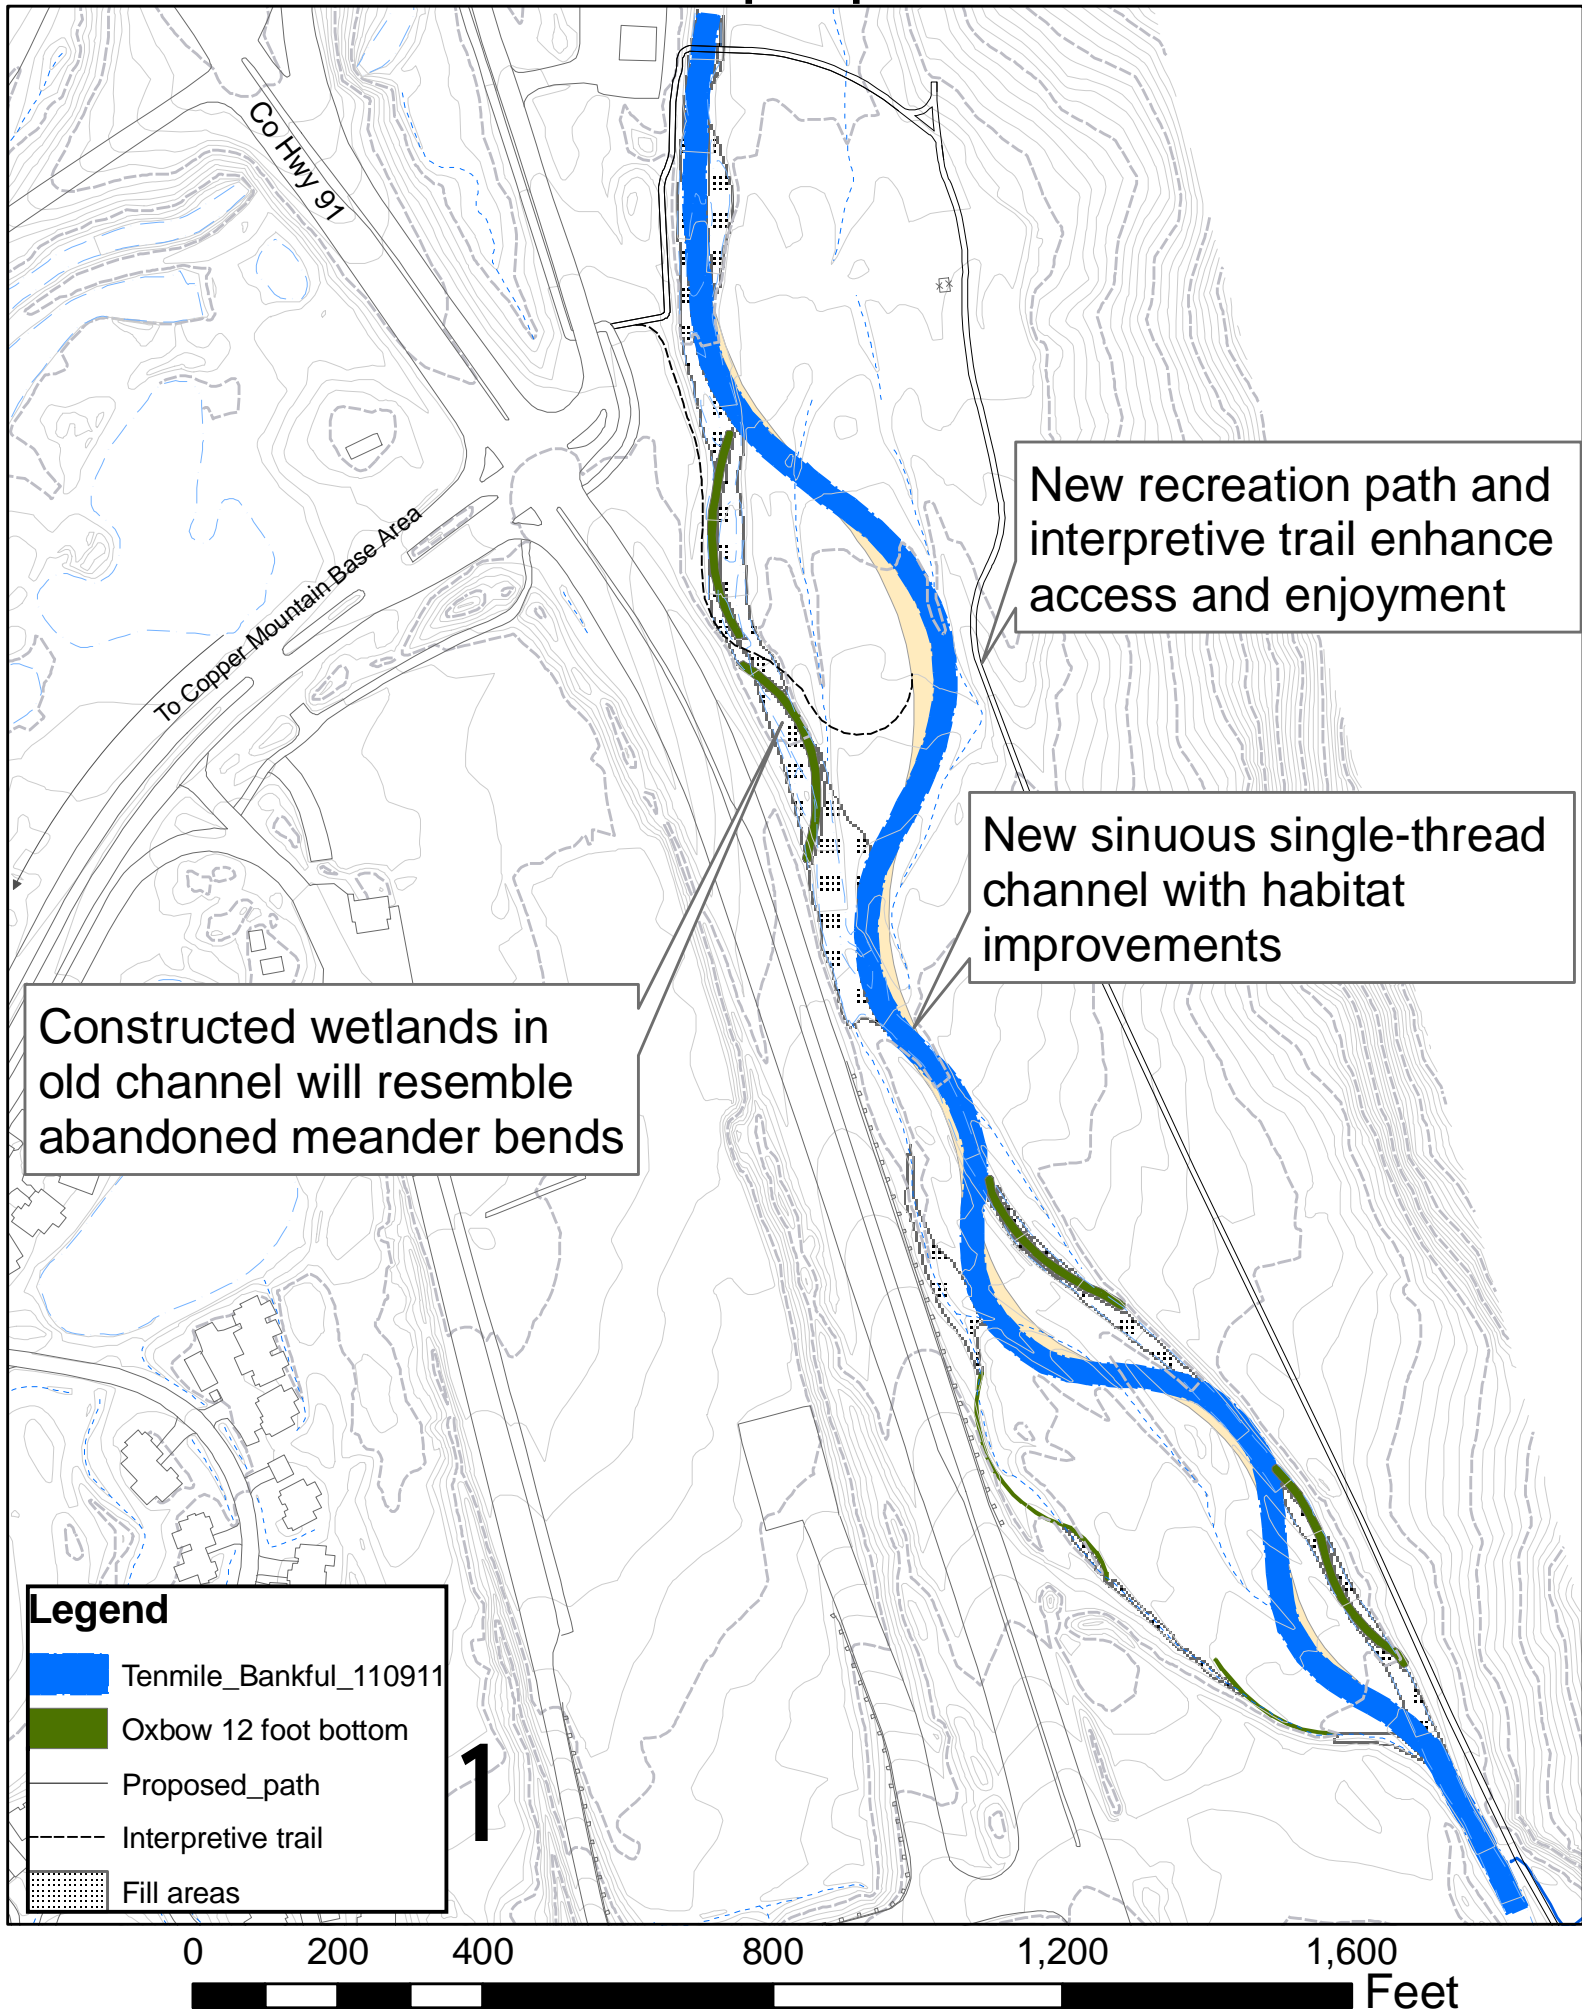 Co Hwy 91
New recreation path and
interpretive trail enhance
access and enjoyment
To Copper Mountain Base Area
New sinuous single-thread
channel with habitat
improvements
Constructed wetlands in
old channel will resemble
abandoned meander bends
Legend
Tenmile_Bankful_110911
Oxbow 12 foot bottom
Proposed_path
Interpretive trail
Fill areas
1
0 200 400 800 1,200 1,600
Feet